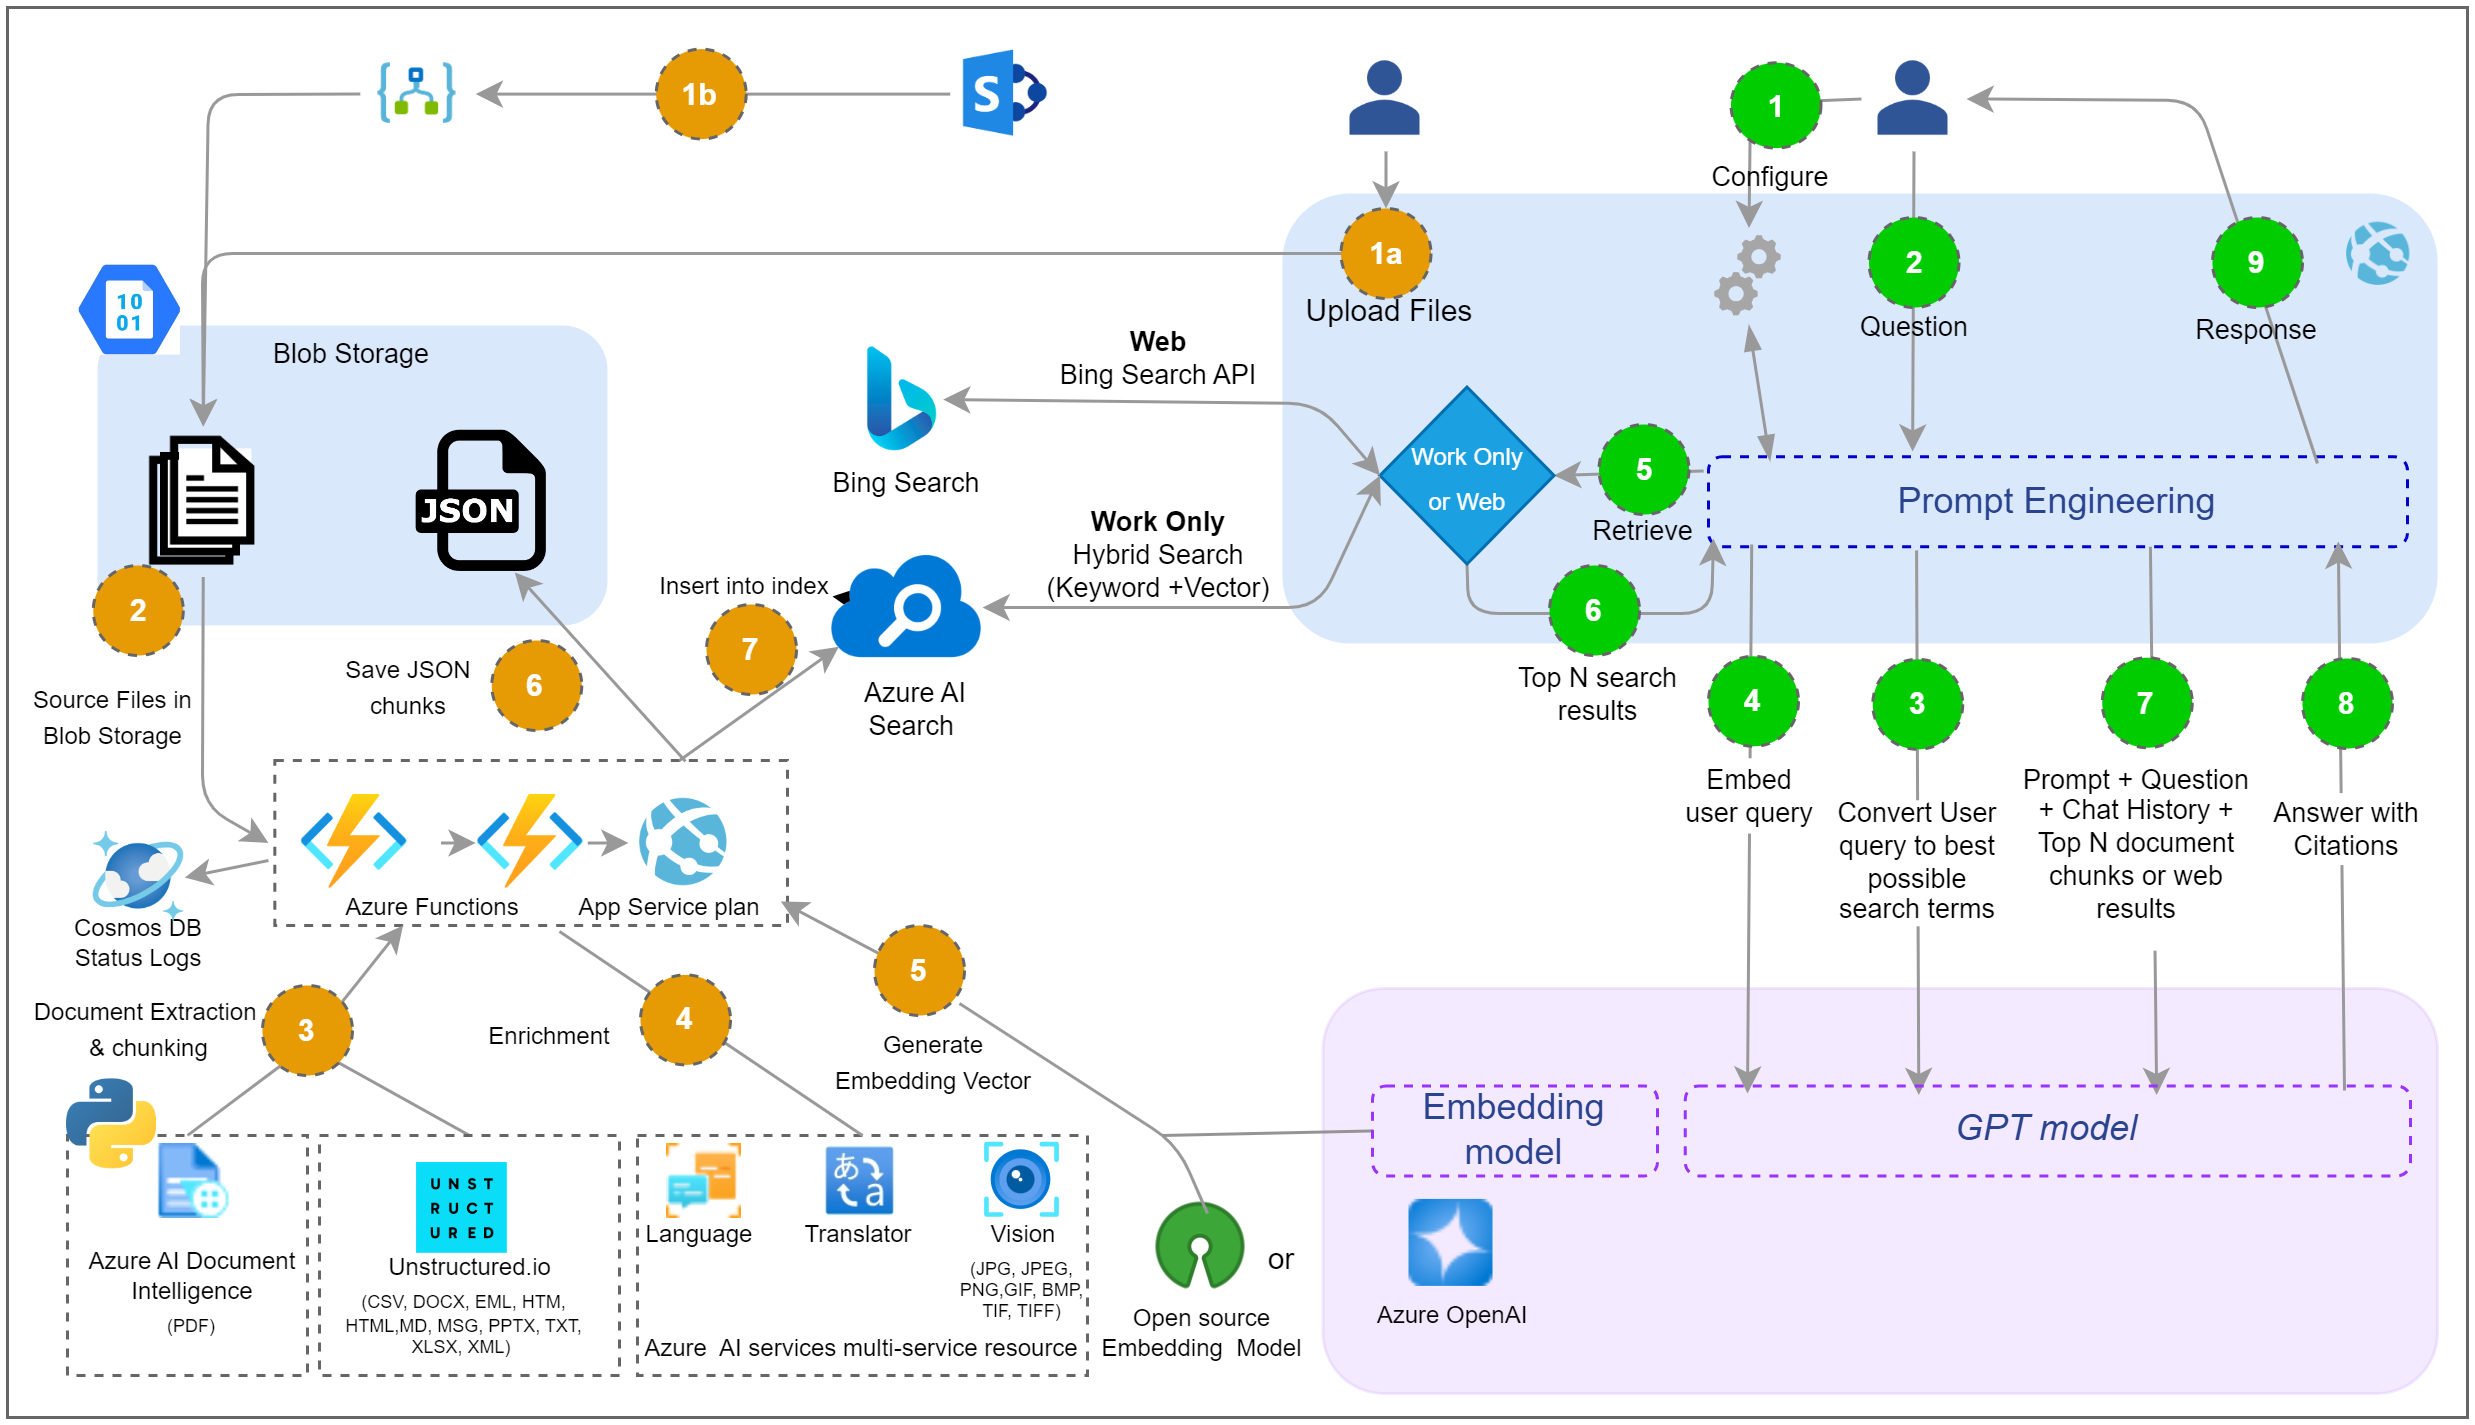 1b
S
1
Configure
1a
Upload Files
2
Question
9
Response
10
01
Blob Storage
JSON
Web
Bing Search API
Bing Search
Work Only
Hybrid Search
(Keyword +Vector)
Work Only
or Web
5
Retrieve
Prompt Engineering
6
Top N search
results
2
Source Files in
Blob Storage
Save JSON
chunks
6
Insert into index
7
Azure AI
Search
4
Embed
user query
3
Convert User
query to best
possible
search terms
7
Prompt + Question
+ Chat History +
Top N document
chunks or web
results
8
Answer with
Citations
Azure Functions
App Service plan
Cosmos DB
Status Logs
Document Extraction
& chunking
3
Enrichment
4
5
Generate
Embedding Vector
Azure AI Document
Intelligence
(PDF)
UNST
RUCT
URED
Unstructured.io
(CSV, DOCX, EML, HTM,
HTML,MD, MSG, PPTX, TXT,
XLSX, XML)
Language
あ
a
Translator
Vision
(JPG, JPEG,
PNG,GIF, BMP,
TIF, TIFF)
Azure  AI services multi-service resource
Open source
Embedding  Model
or
Embedding
model
GPT model
Azure OpenAI